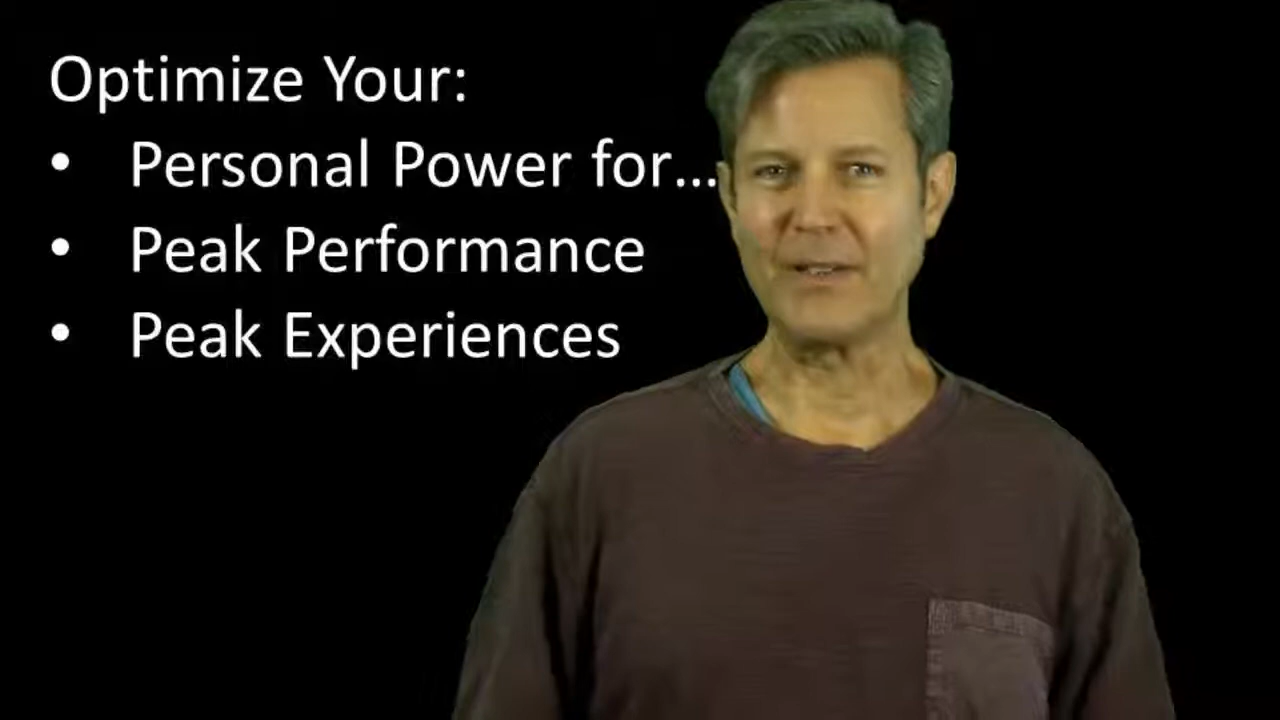 Optimize Your:
• Personal Power for...
• Peak Performance
• Peak Experiences